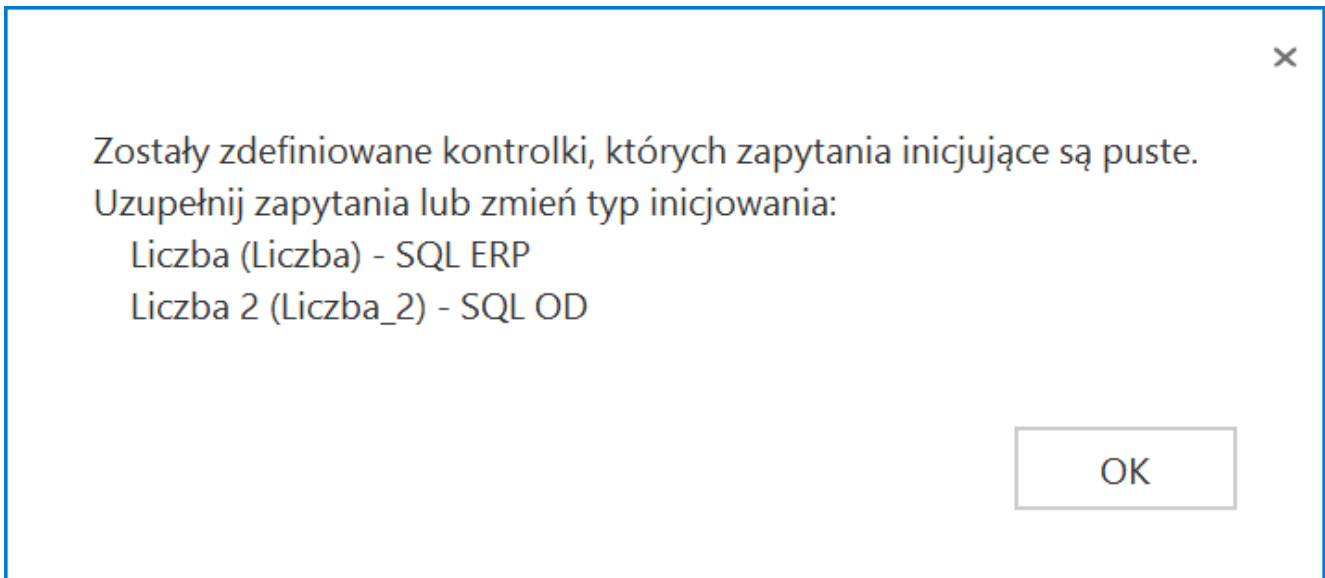 Zostały zdefiniowane kontrolki, których zapytania inicjujące są puste.
Uzupełnij zapytania lub zmień typ inicjowania:
Liczba (Liczba) - SQL ERP
Liczba 2 (Liczba_2) - SQL OD
OK